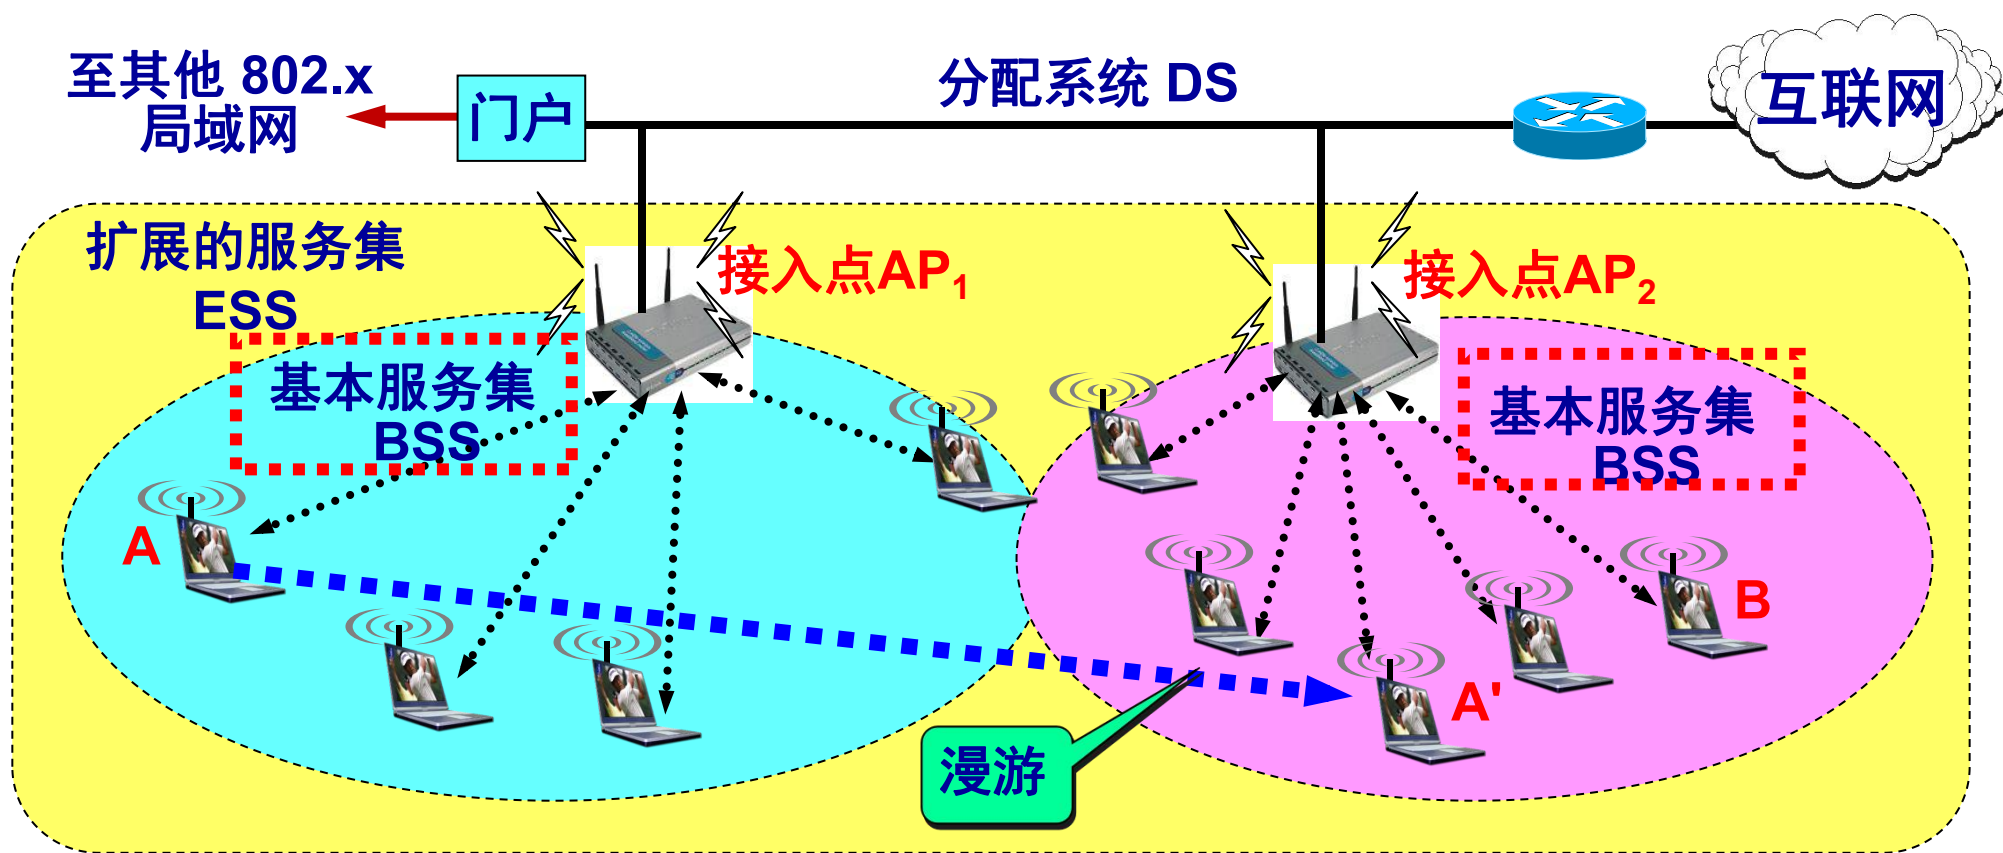 至其他 802.x
局域网
门户
分配系统 DS
互联网
扩展的服务集
ESS
接入点AP₁
接入点AP₂
基本服务集
BSS
基本服务集
BSS
A
B
A'
漫游